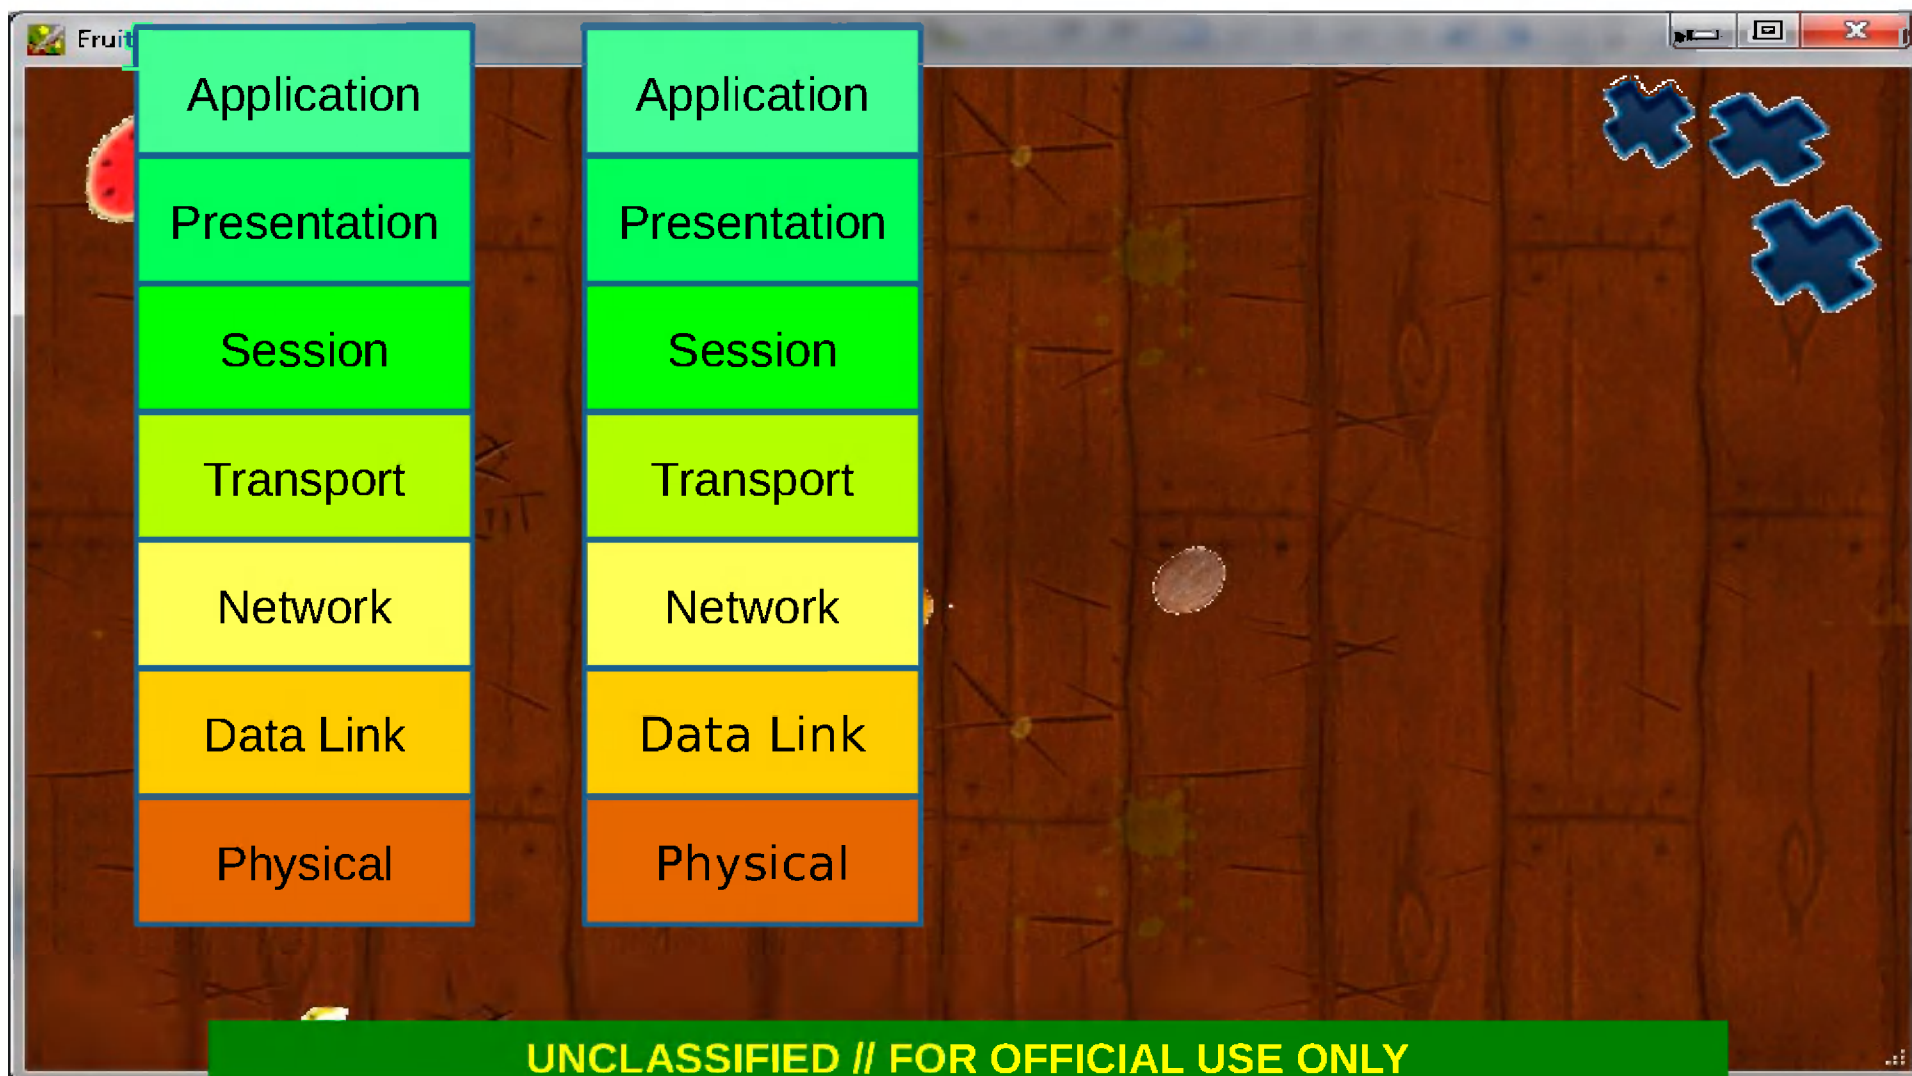 Fruit
Application
Presentation
Session
Transport
Network
Data Link
Physical
Application
Presentation
Session
Transport
Network
Data Link
Physical
UNCLASSIFIED // FOR OFFICIAL USE ONLY